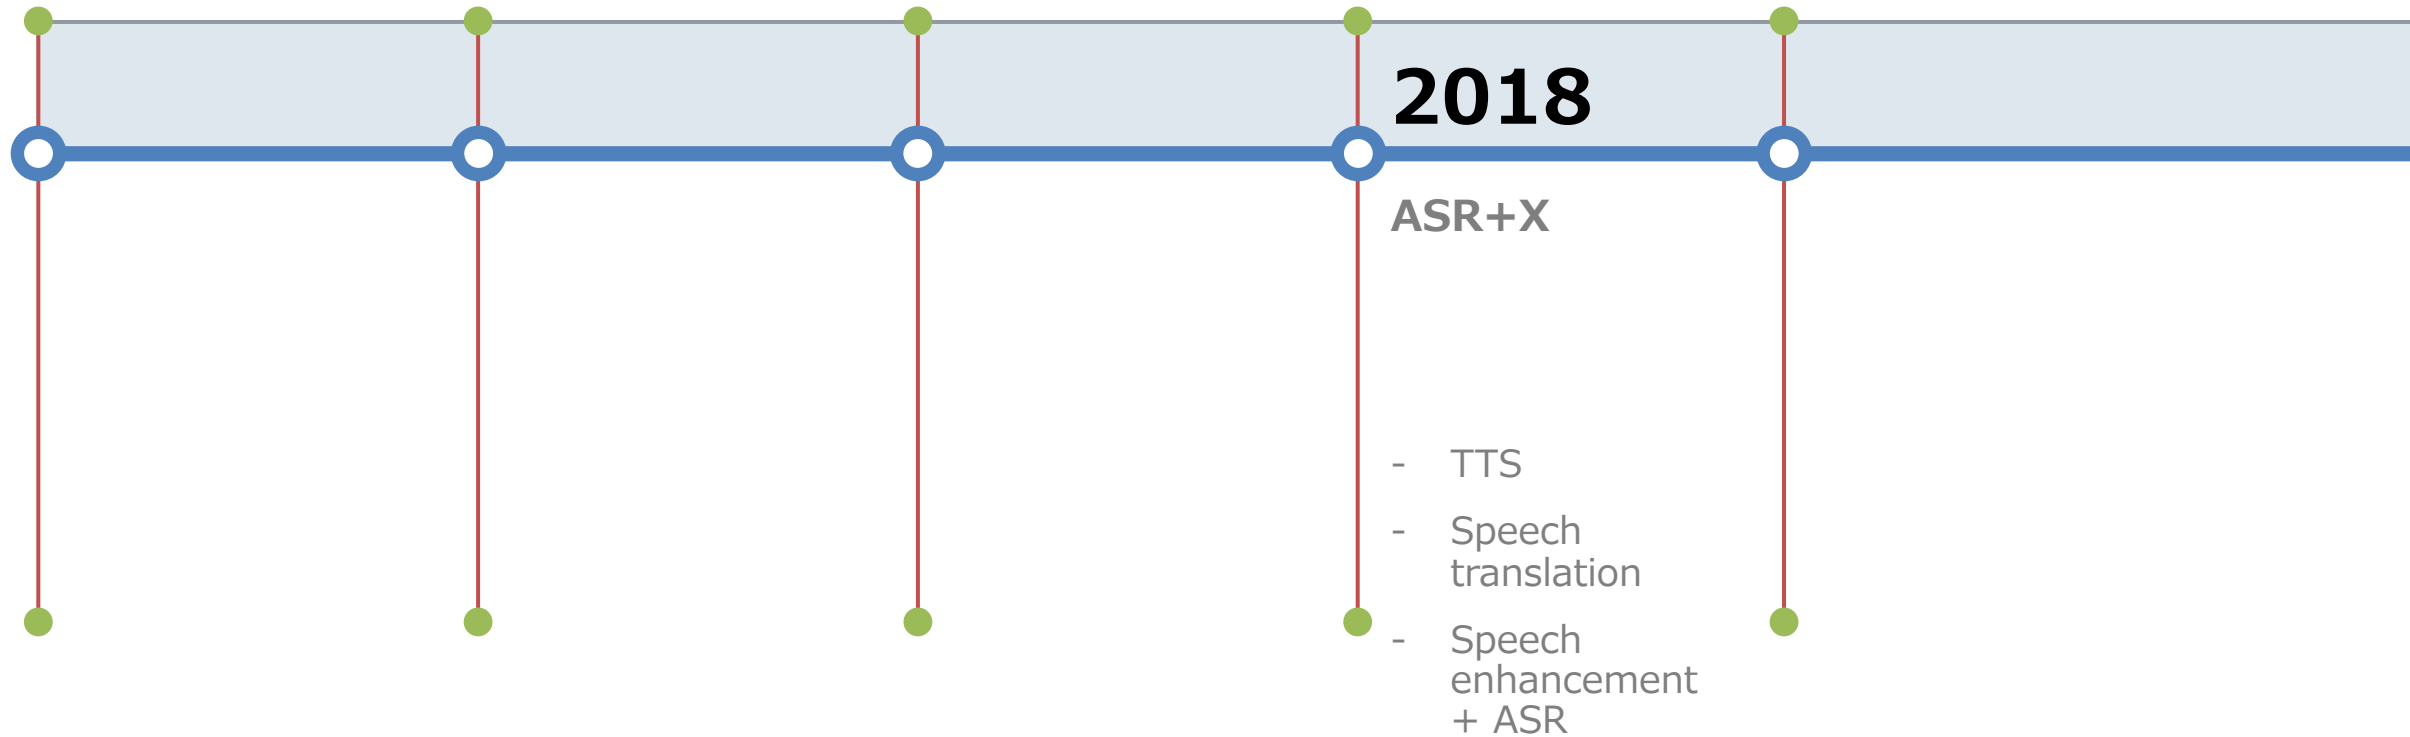 2018
ASR+X
- TTS
- Speech
translation
- Speech
enhancement
+ ASR